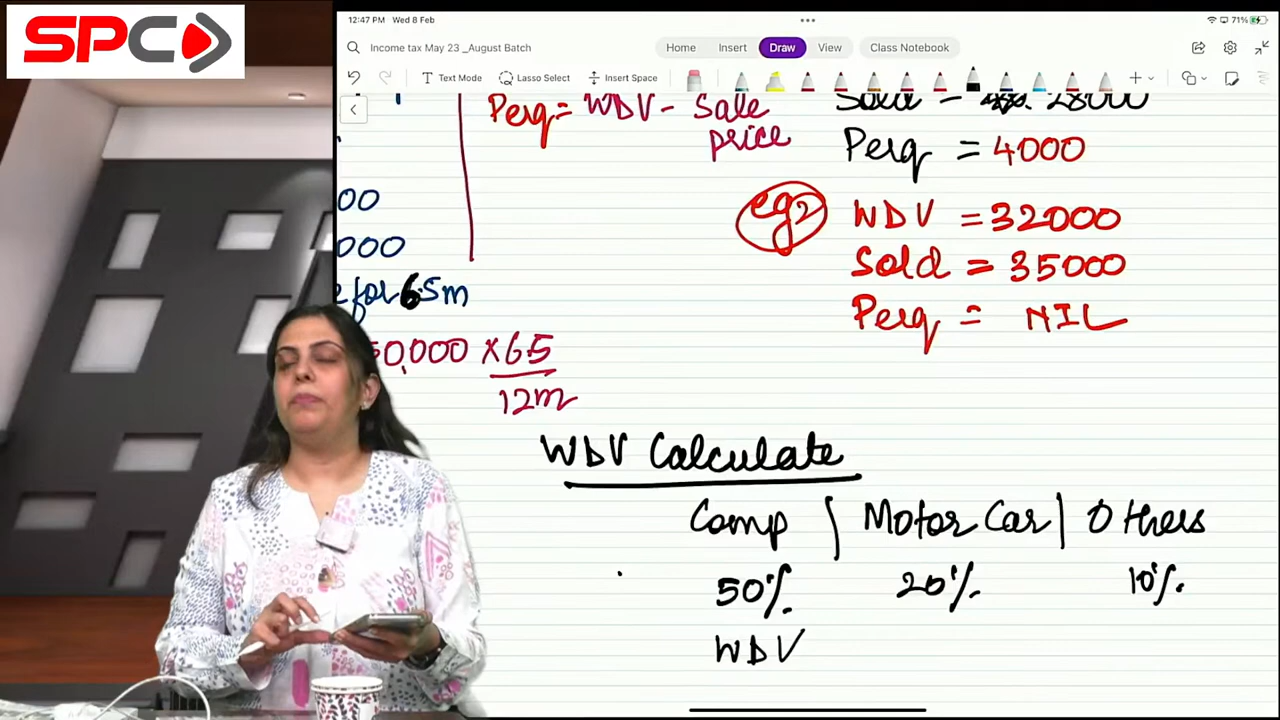 SPC
12:47 PM Wed 8 Feb
71%
Income tax May 23 _August Batch
Home Insert Draw View Class Notebook
Text Mode Lasso Select Insert Space
Perq = WDV - Sale price
Sold - 28000
Perq = 4000
eg2 WDV = 32000
Sold = 35000
Perq = NIL
00
000
for 6.5m
50,000 × 6.5
12m
WDV Calculate
Comp | Motor Car | Others
50% 20% 10%
WDV